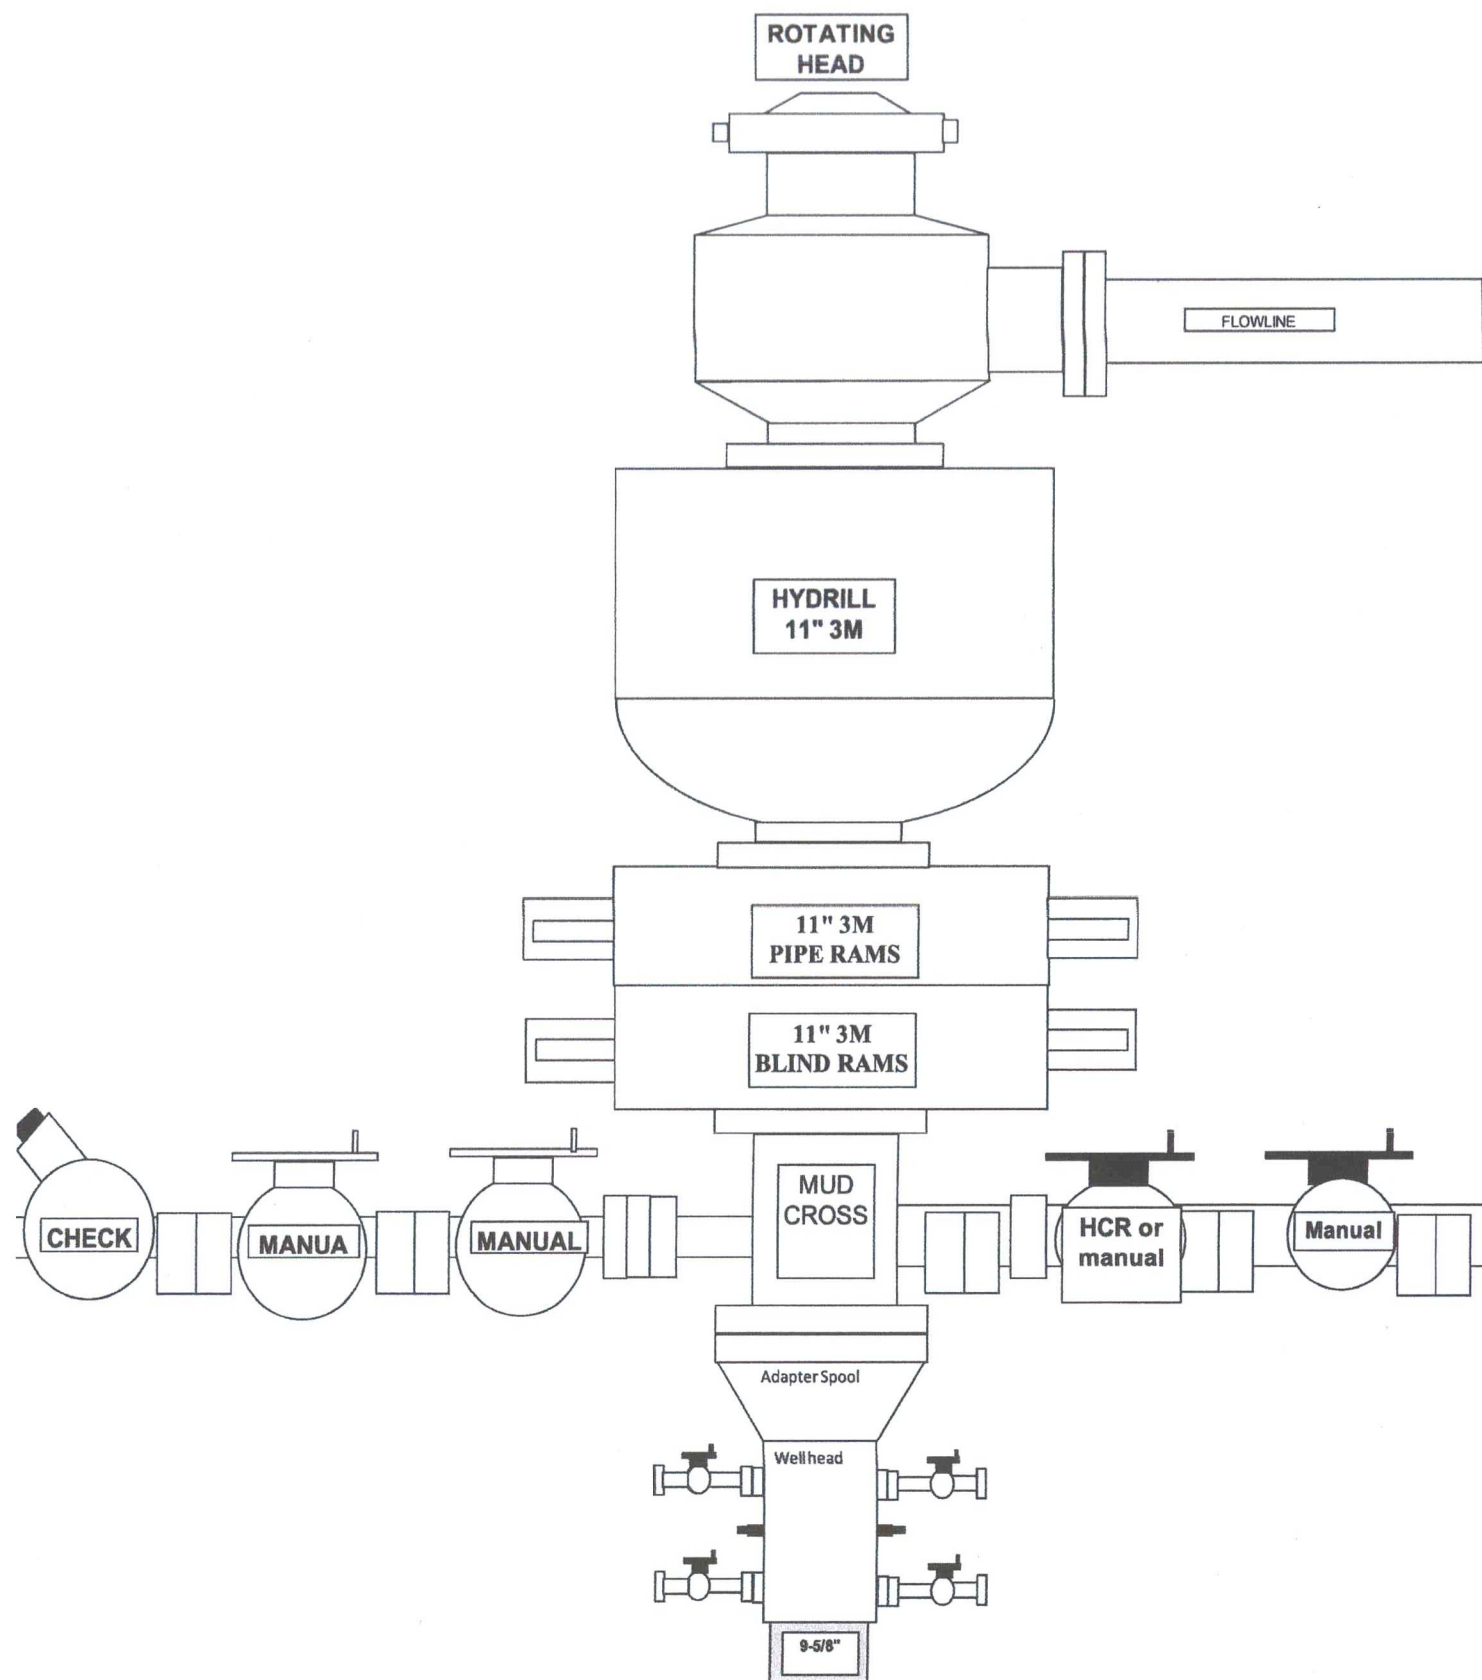 ROTATING
HEAD
FLOWLINE
HYDRILL
11" 3M
11" 3M
PIPE RAMS
11" 3M
BLIND RAMS
CHECK
MANUA
MANUAL
MUD
CROSS
HCR or
manual
Manual
Adapter Spool
Wellhead
9-5/8"